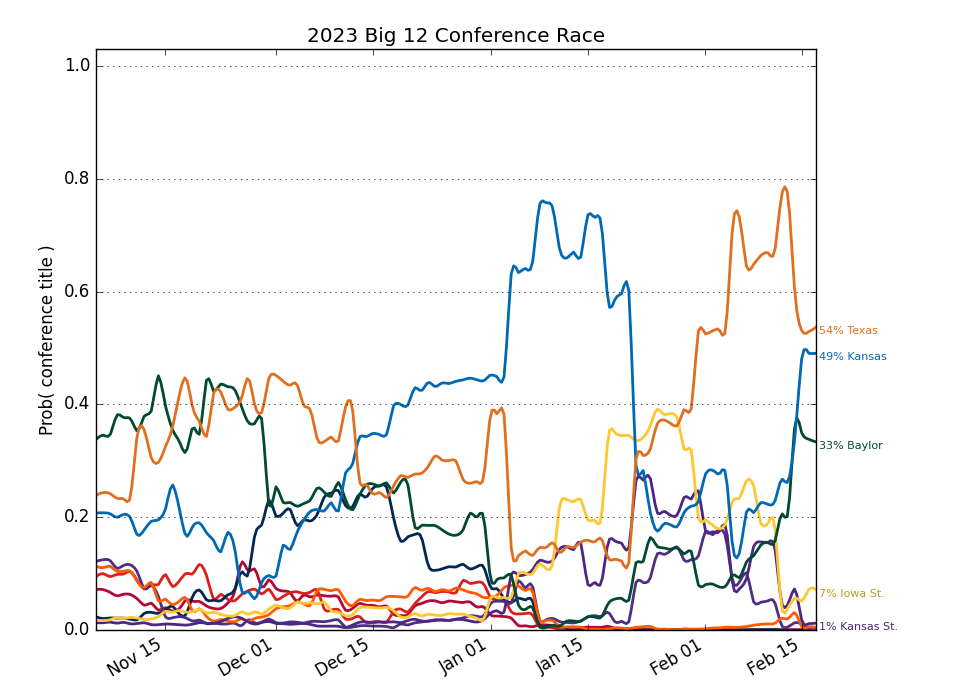 2023 Big 12 Conference Race
Prob( conference title )
1.0
0.8
0.6
0.4
0.2
0.0
Nov 15
Dec 01
Dec 15
Jan 01
Jan 15
Feb 01
Feb 15
54% Texas
49% Kansas
33% Baylor
7% Iowa St.
1% Kansas St.